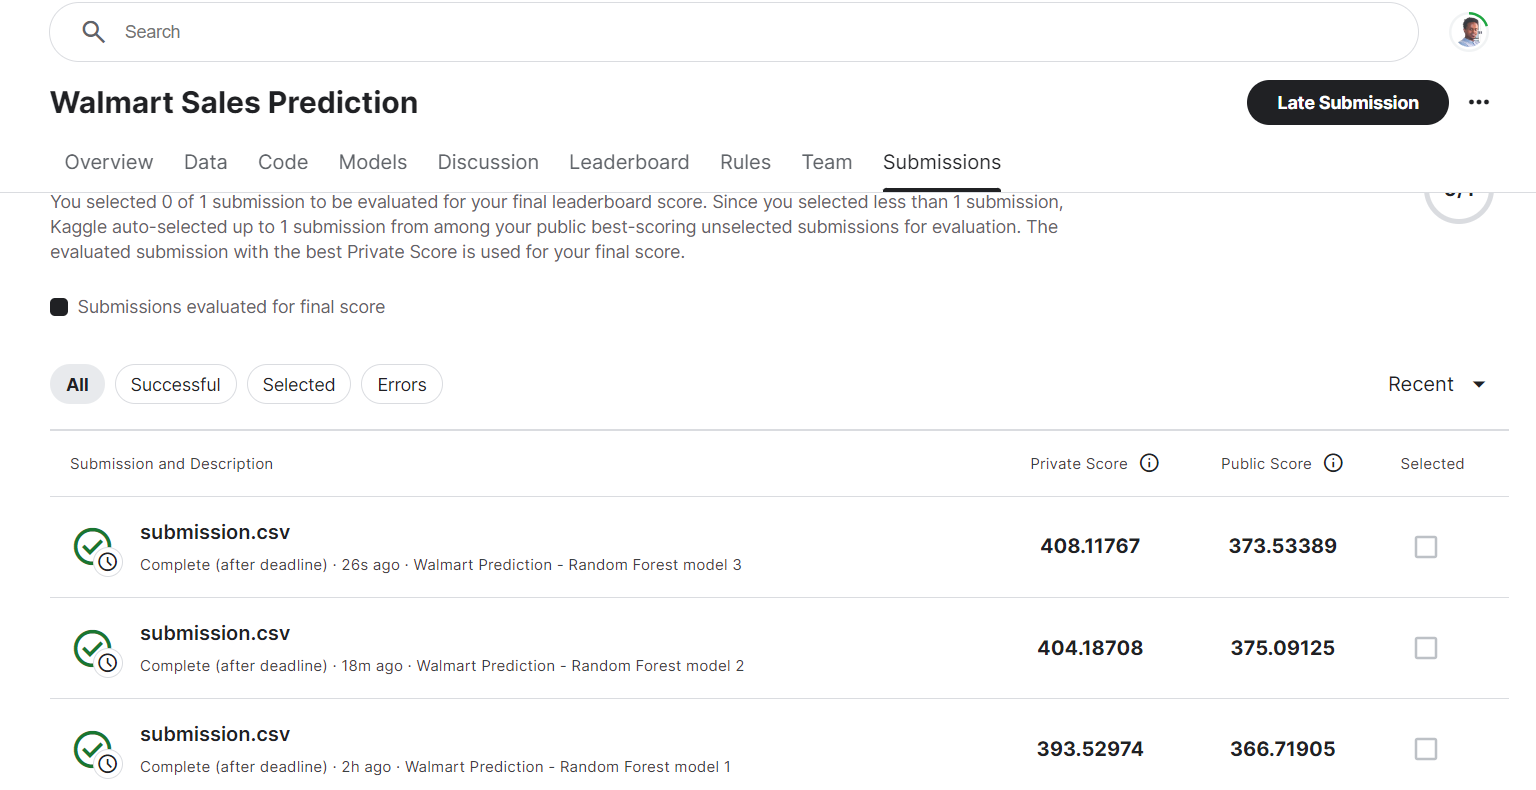 Search
Walmart Sales Prediction
Late Submission
Overview Data Code Models Discussion Leaderboard Rules Team Submissions
You selected 0 of 1 submission to be evaluated for your final leaderboard score. Since you selected less than 1 submission,
Kaggle auto-selected up to 1 submission from among your public best-scoring unselected submissions for evaluation. The
evaluated submission with the best Private Score is used for your final score.
Submissions evaluated for final score
All Successful Selected Errors Recent
Submission and Description Private Score Public Score Selected
submission.csv
Complete (after deadline) · 26s ago · Walmart Prediction - Random Forest model 3
408.11767 373.53389
submission.csv
Complete (after deadline) · 18m ago · Walmart Prediction - Random Forest model 2
404.18708 375.09125
submission.csv
Complete (after deadline) · 2h ago · Walmart Prediction - Random Forest model 1
393.52974 366.71905